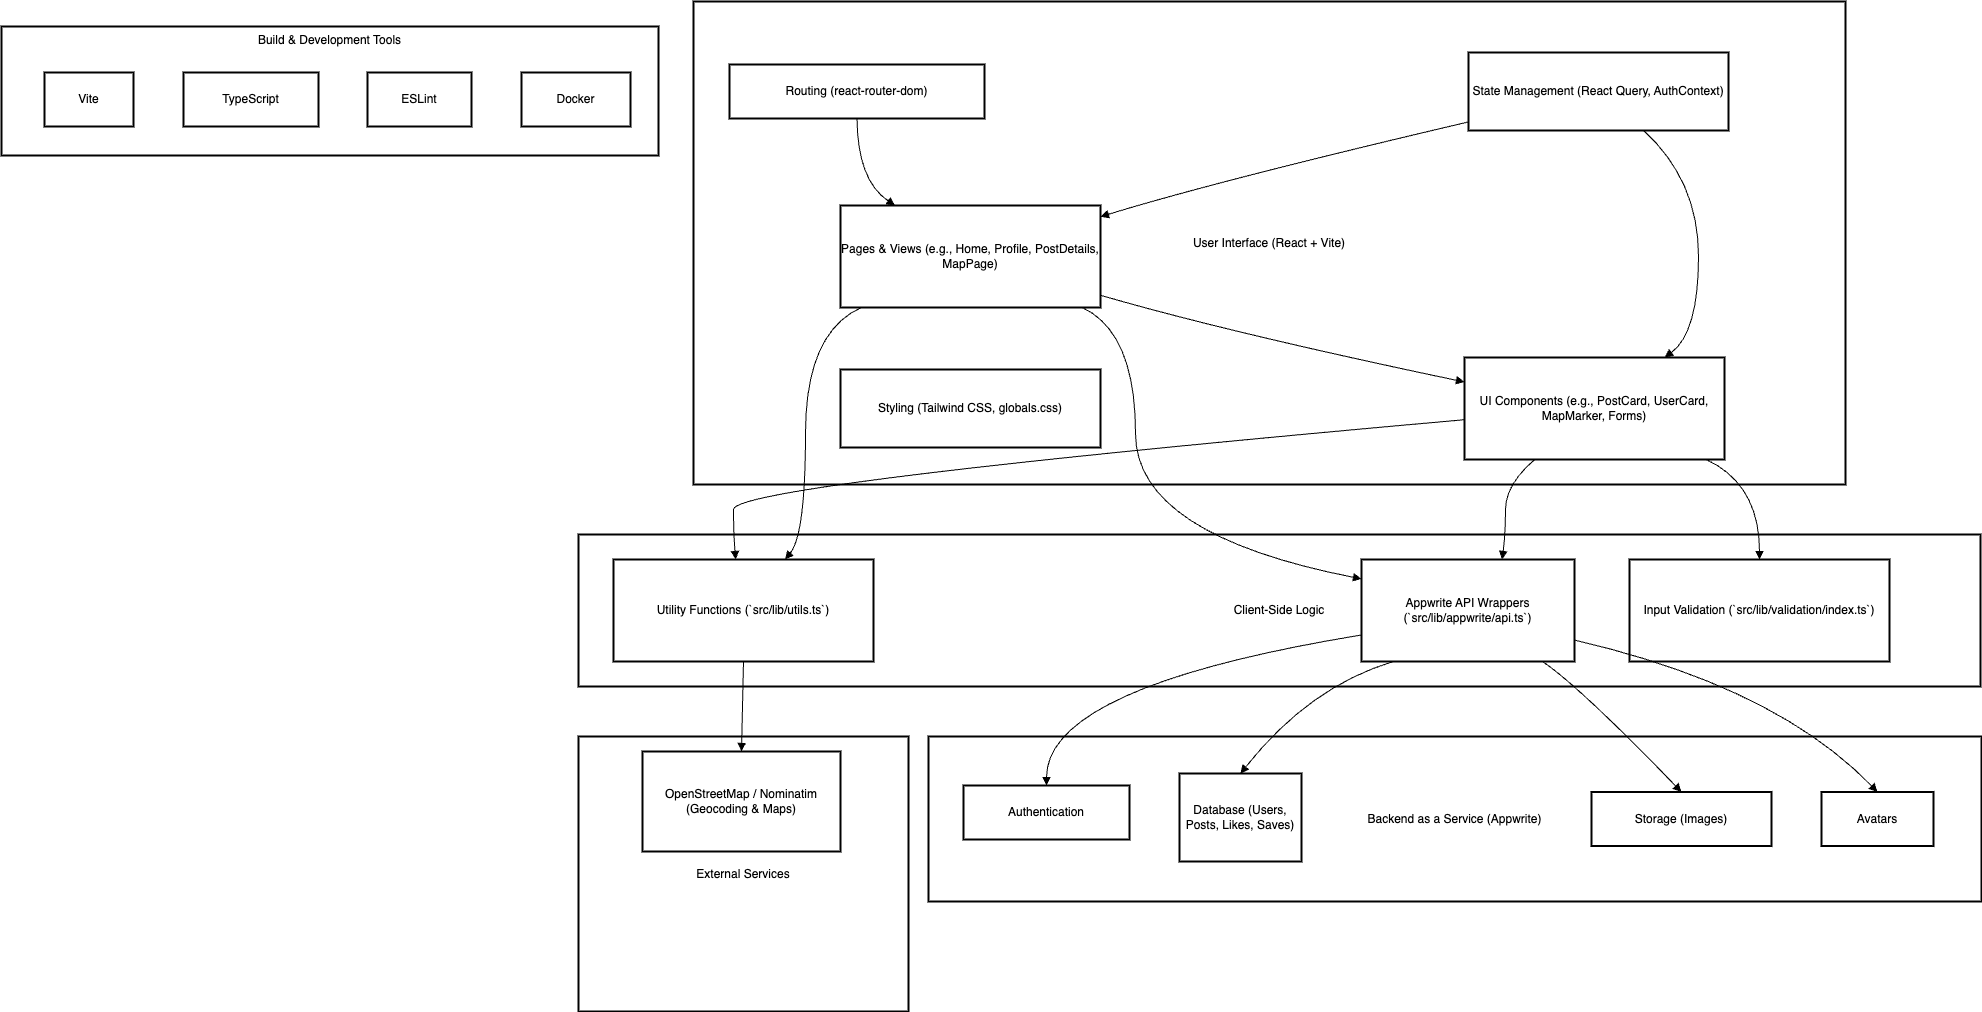 Build & Development Tools
Vite
TypeScript
ESLint
Docker
Routing (react-router-dom)
State Management (React Query, AuthContext)
Pages & Views (e.g., Home, Profile, PostDetails,
MapPage)
User Interface (React + Vite)
Styling (Tailwind CSS, globals.css)
UI Components (e.g., PostCard, UserCard,
MapMarker, Forms)
Utility Functions (`src/lib/utils.ts`)
Client-Side Logic
Appwrite API Wrappers
(`src/lib/appwrite/api.ts`)
Input Validation (`src/lib/validation/index.ts`)
OpenStreetMap / Nominatim
(Geocoding & Maps)
External Services
Authentication
Database (Users,
Posts, Likes, Saves)
Backend as a Service (Appwrite)
Storage (Images)
Avatars